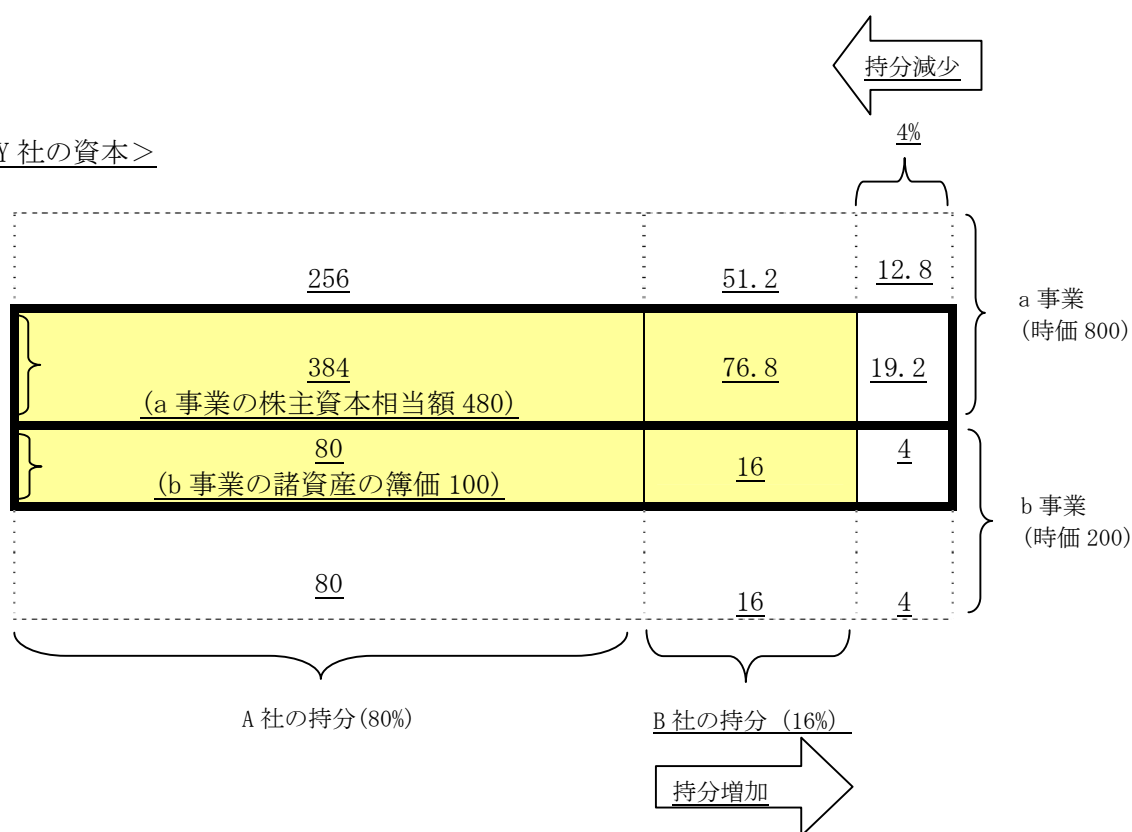 持分減少
4%
Y 社の資本＞
256
51.2
12.8
a 事業
(時価 800)
384
76.8
19.2
(a 事業の株主資本相当額 480)
80
16
4
(b 事業の諸資産の簿価 100)
b 事業
(時価 200)
80
16
4
A 社の持分(80%)
B 社の持分 (16%)
持分増加